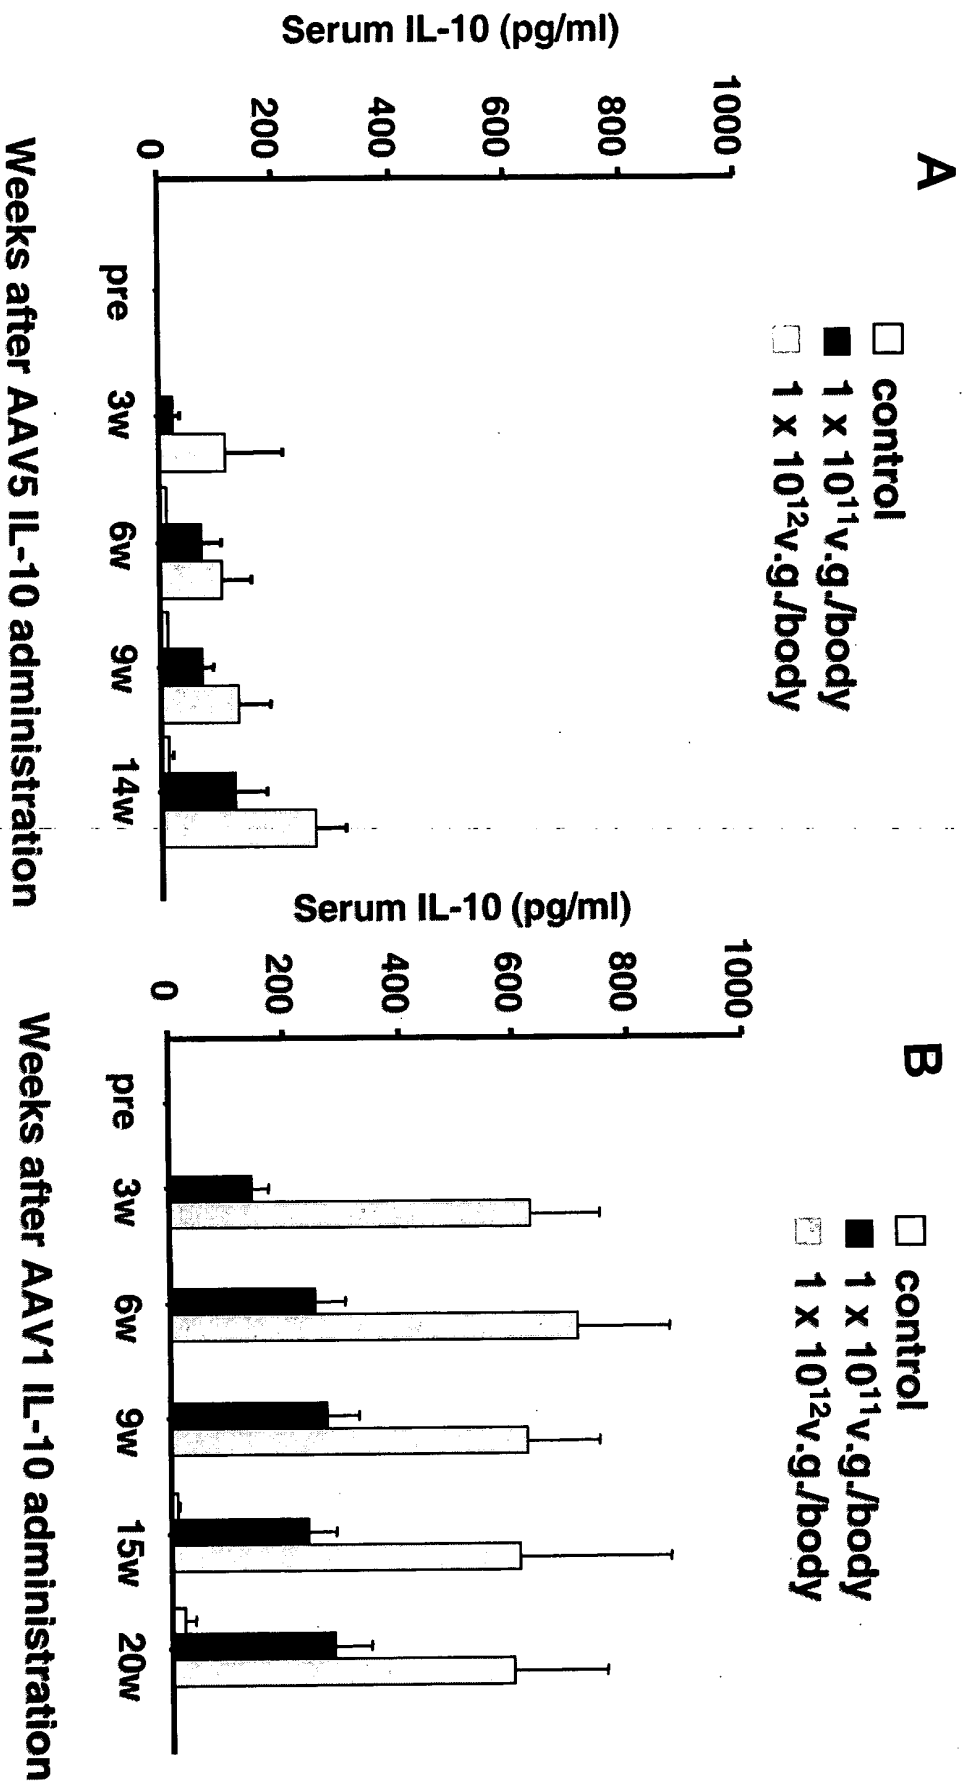 A
control
1 x 10¹¹v.g./body
1 x 10¹²v.g./body
Serum IL-10 (pg/ml)
1000
800
600
400
200
0
pre 3w 6w 9w 14w
Weeks after AAV5 IL-10 administration
B
control
1 x 10¹¹v.g./body
1 x 10¹²v.g./body
Serum IL-10 (pg/ml)
1000
800
600
400
200
0
pre 3w 6w 9w 15w 20w
Weeks after AAV1 IL-10 administration